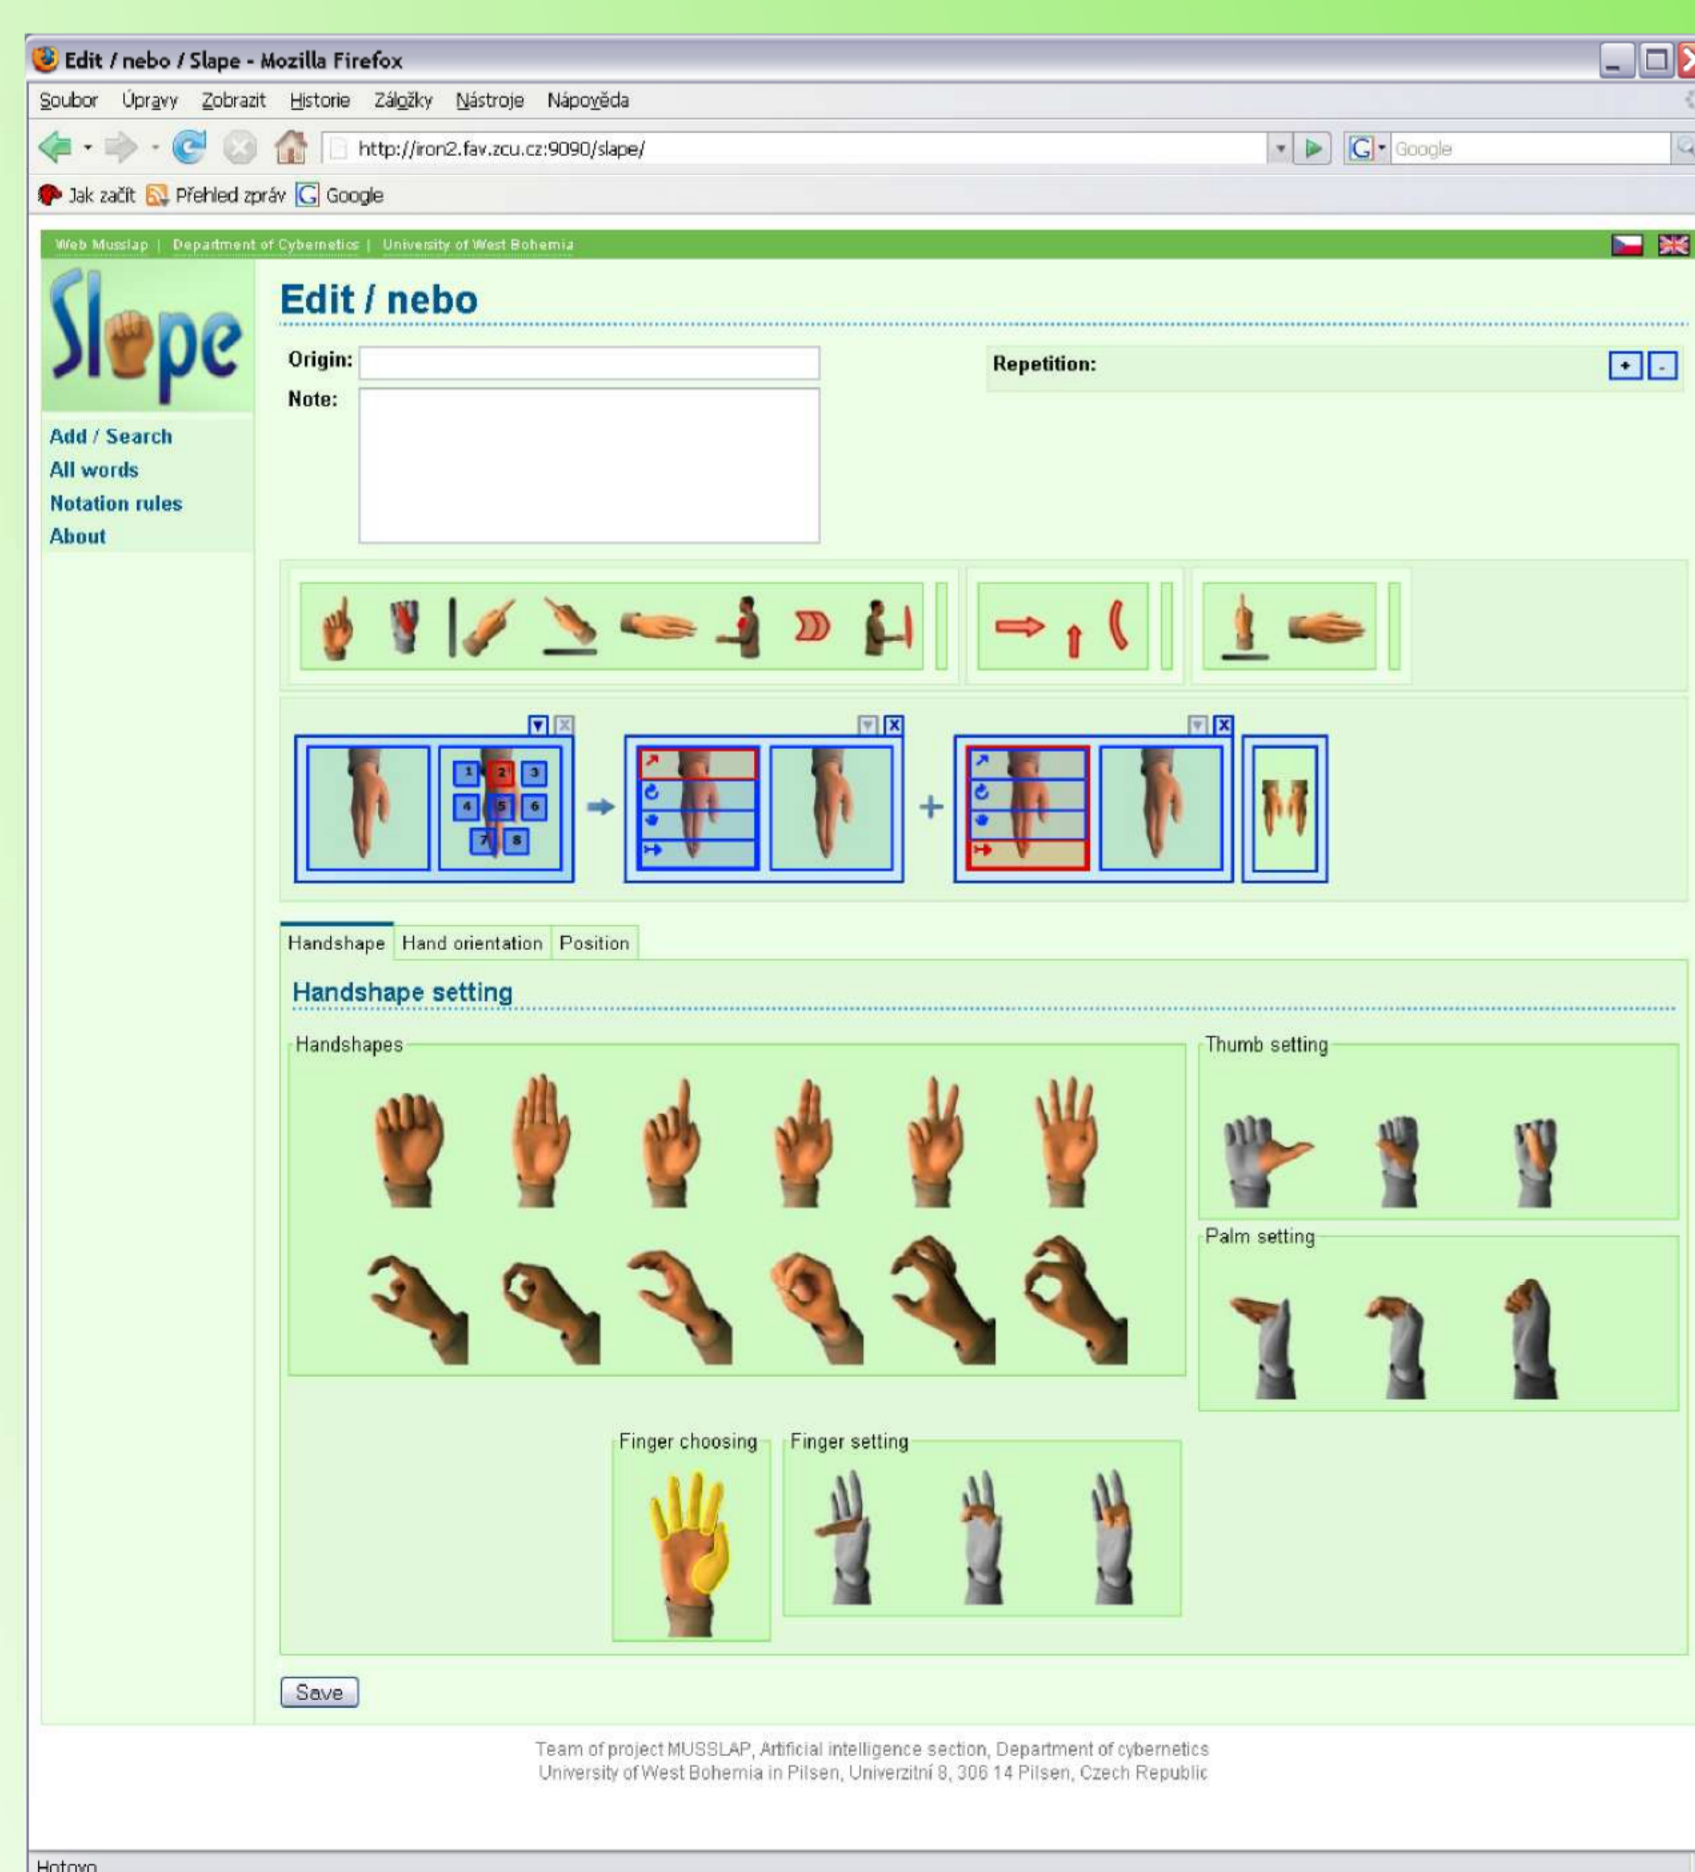 Edit / nebo / Slape - Mozilla Firefox
Soubor Úpravy Zobrazit Historie Záložky Nástroje Nápověda
http://iron2.fav.zcu.cz:9090/slape/ Google
Jak začít Přehled zpráv Google
Web Musslap | Department of Cybernetics | University of West Bohemia
Slape
Edit / nebo
Origin:
Repetition: + -
Note:
Add / Search
All words
Notation rules
About
1 2 3
4 5 6
7 8
Handshape Hand orientation Position
Handshape setting
Handshapes
Thumb setting
Palm setting
Finger choosing
Finger setting
Save
Team of project MUSSLAP, Artificial intelligence section, Department of cybernetics
University of West Bohemia in Pilsen, Univerzitní 8, 306 14 Pilsen, Czech Republic
Hotovo